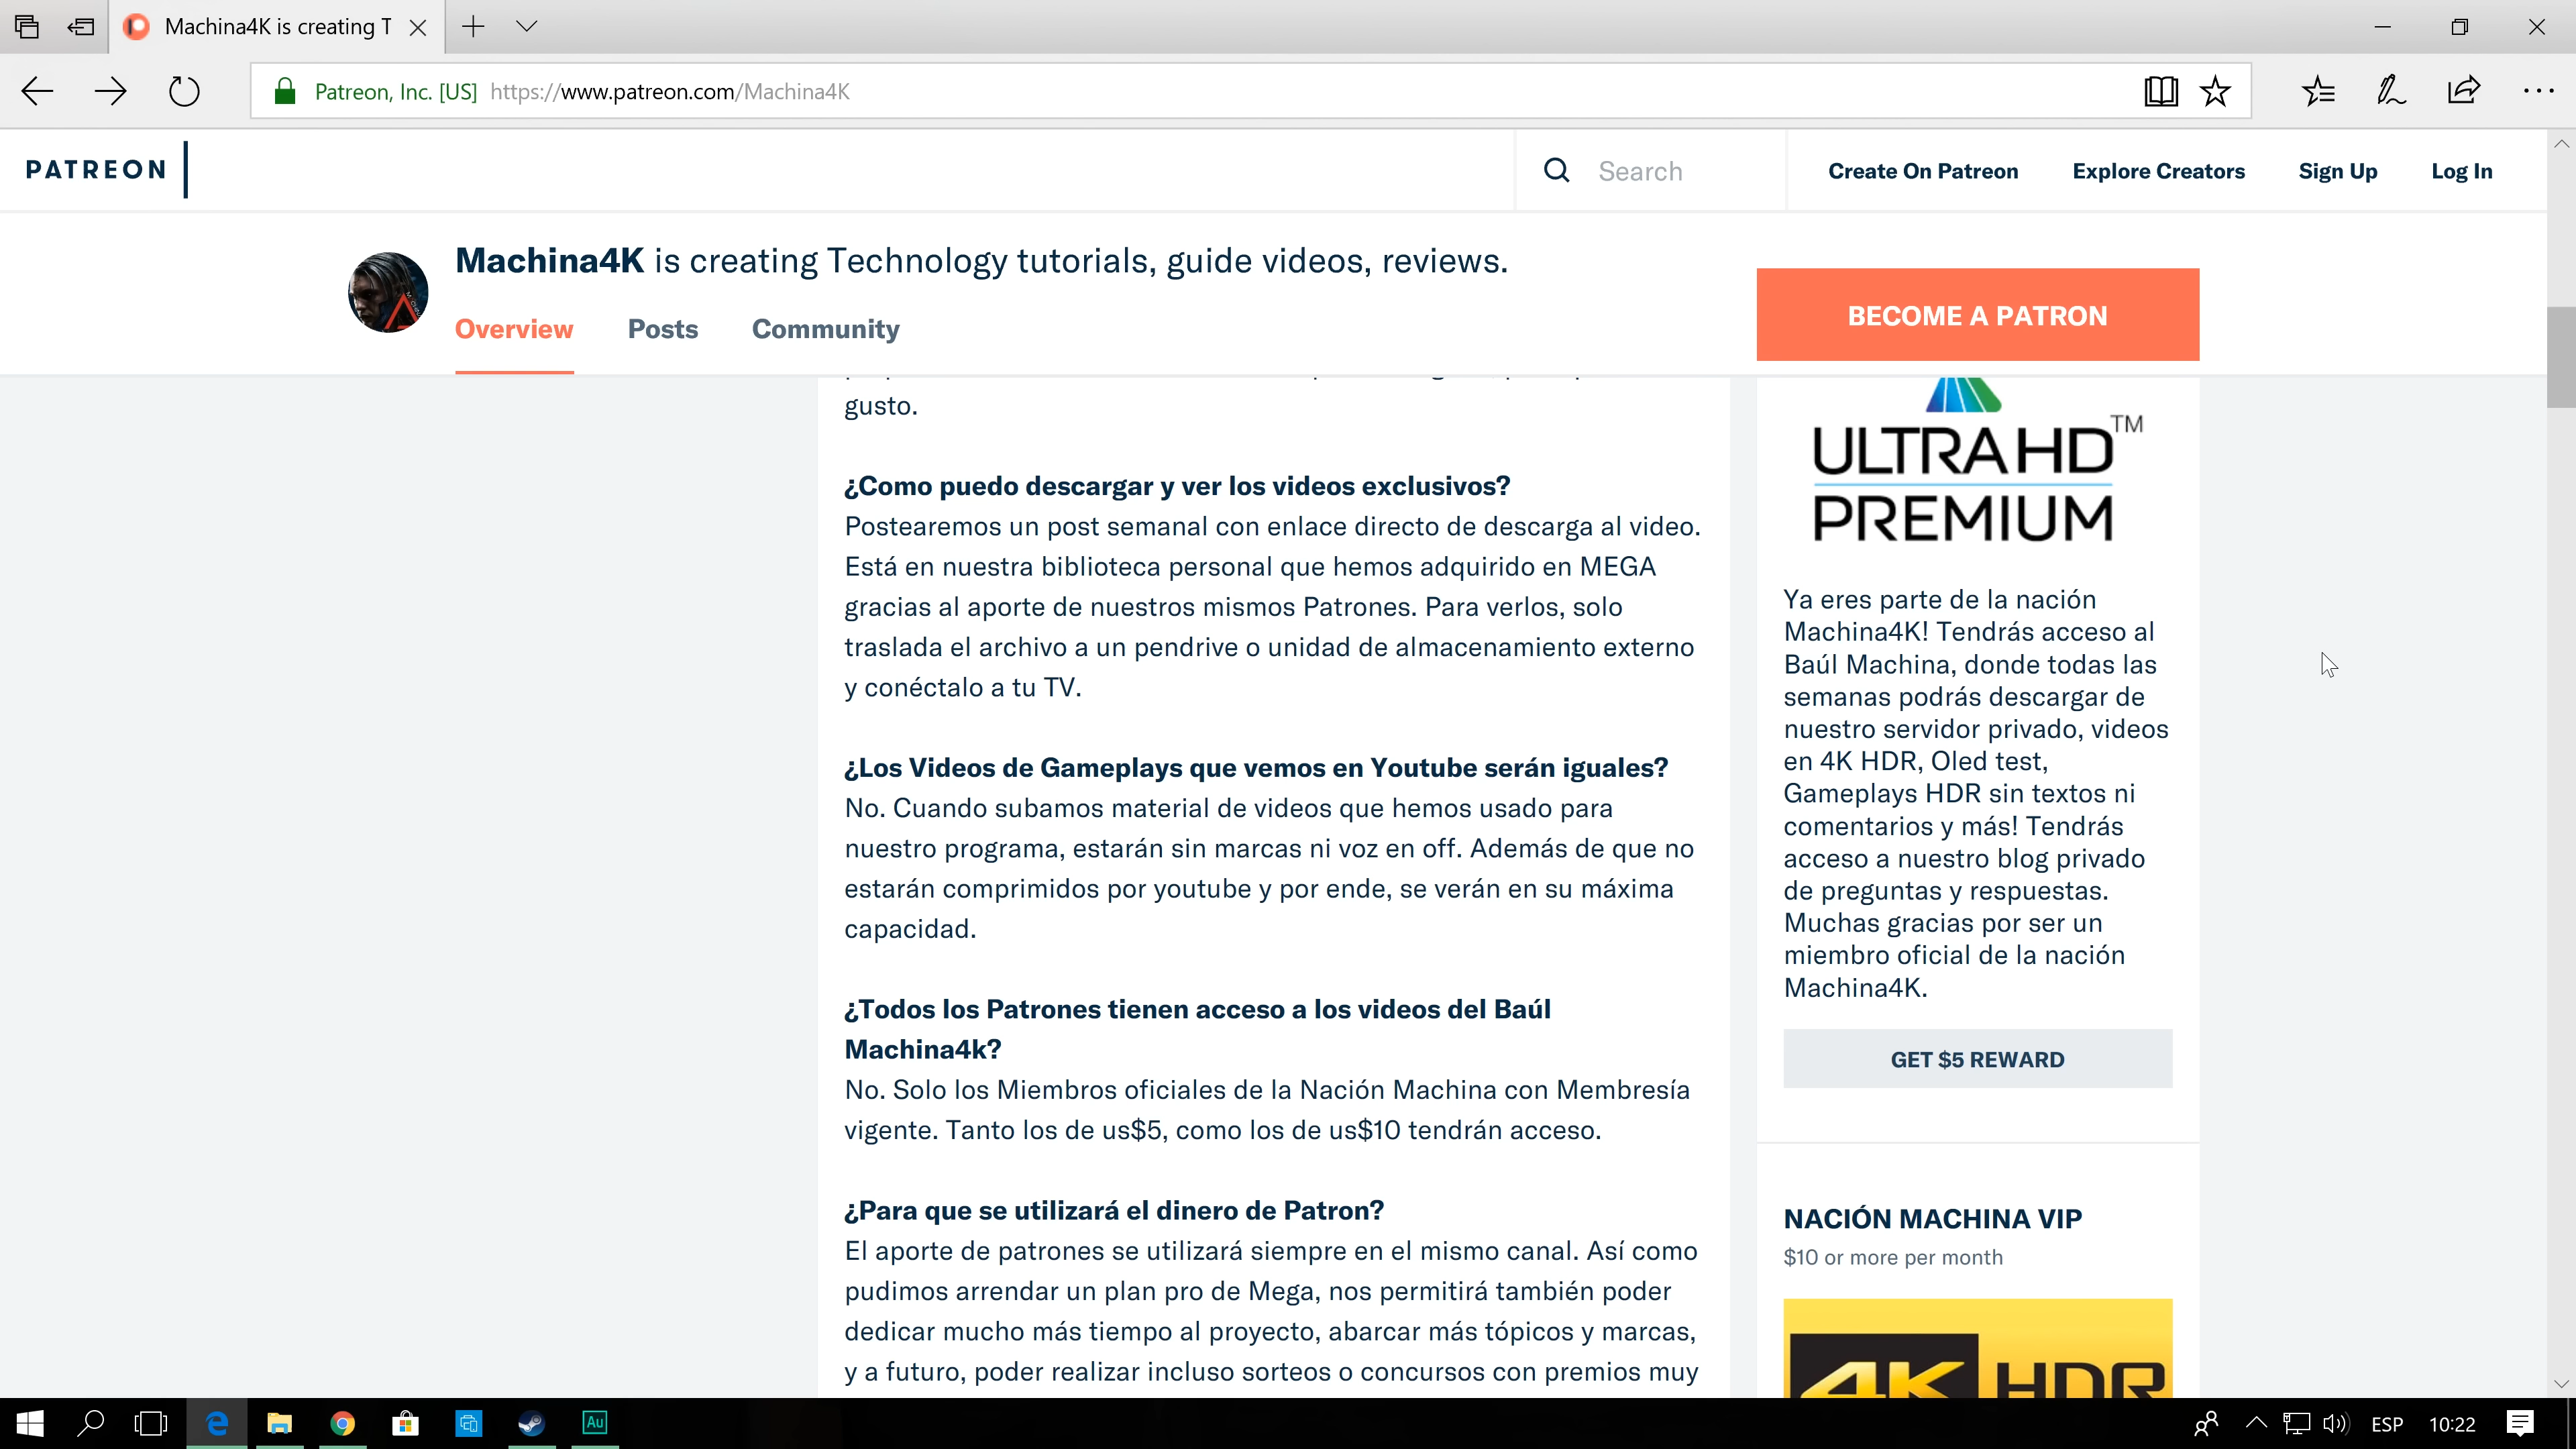 Machina4K is creating T
Patreon, Inc. [US] https://www.patreon.com/Machina4K
PATREON
Search
Create On Patreon
Explore Creators
Sign Up
Log In
Machina4K is creating Technology tutorials, guide videos, reviews.
Overview
Posts
Community
BECOME A PATRON
gusto.
¿Como puedo descargar y ver los videos exclusivos?
Postearemos un post semanal con enlace directo de descarga al video.
Está en nuestra biblioteca personal que hemos adquirido en MEGA
gracias al aporte de nuestros mismos Patrones. Para verlos, solo
traslada el archivo a un pendrive o unidad de almacenamiento externo
y conéctalo a tu TV.
¿Los Videos de Gameplays que vemos en Youtube serán iguales?
No. Cuando subamos material de videos que hemos usado para
nuestro programa, estarán sin marcas ni voz en off. Además de que no
estarán comprimidos por youtube y por ende, se verán en su máxima
capacidad.
¿Todos los Patrones tienen acceso a los videos del Baúl
Machina4k?
No. Solo los Miembros oficiales de la Nación Machina con Membresía
vigente. Tanto los de us$5, como los de us$10 tendrán acceso.
¿Para que se utilizará el dinero de Patron?
El aporte de patrones se utilizará siempre en el mismo canal. Así como
pudimos arrendar un plan pro de Mega, nos permitirá también poder
dedicar mucho más tiempo al proyecto, abarcar más tópicos y marcas,
y a futuro, poder realizar incluso sorteos o concursos con premios muy
ULTRA HD™
PREMIUM
Ya eres parte de la nación
Machina4K! Tendrás acceso al
Baúl Machina, donde todas las
semanas podrás descargar de
nuestro servidor privado, videos
en 4K HDR, Oled test,
Gameplays HDR sin textos ni
comentarios y más! Tendrás
acceso a nuestro blog privado
de preguntas y respuestas.
Muchas gracias por ser un
miembro oficial de la nación
Machina4K.
GET $5 REWARD
NACIÓN MACHINA VIP
$10 or more per month
4K HDR
Au
ESP
10:22